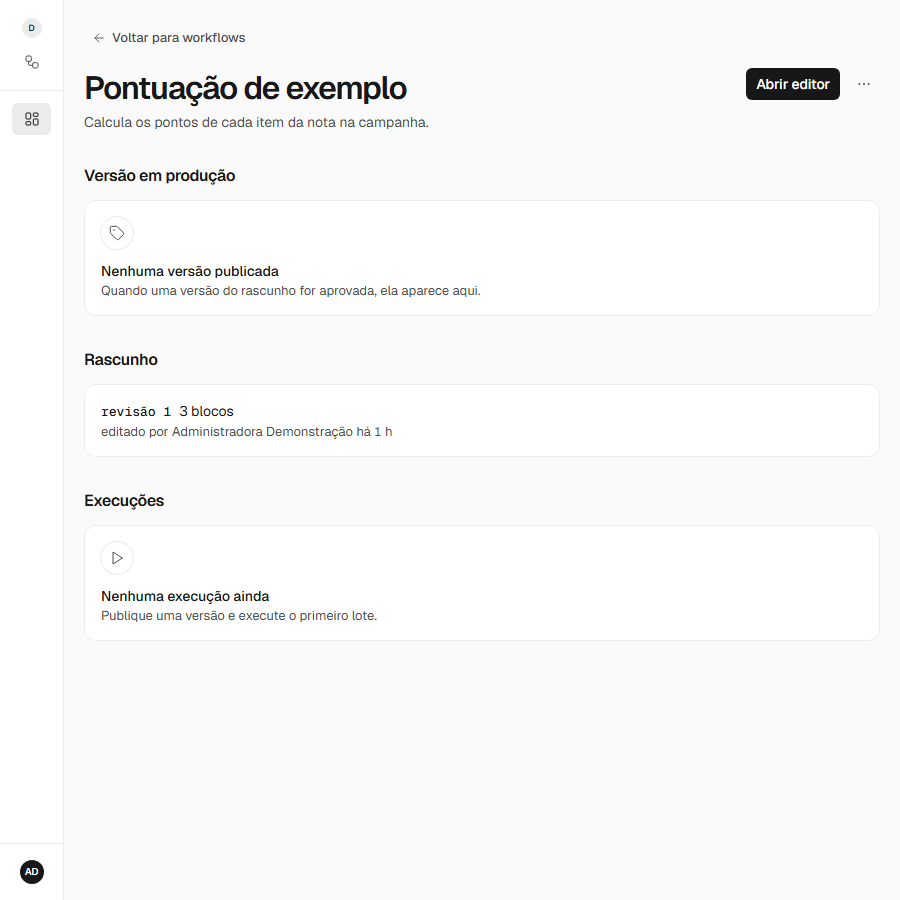 D
Voltar para workflows
Pontuação de exemplo
Abrir editor
Calcula os pontos de cada item da nota na campanha.
Versão em produção
Nenhuma versão publicada
Quando uma versão do rascunho for aprovada, ela aparece aqui.
Rascunho
revisão 1 3 blocos
editado por Administradora Demonstração há 1 h
Execuções
Nenhuma execução ainda
Publique uma versão e execute o primeiro lote.
AD